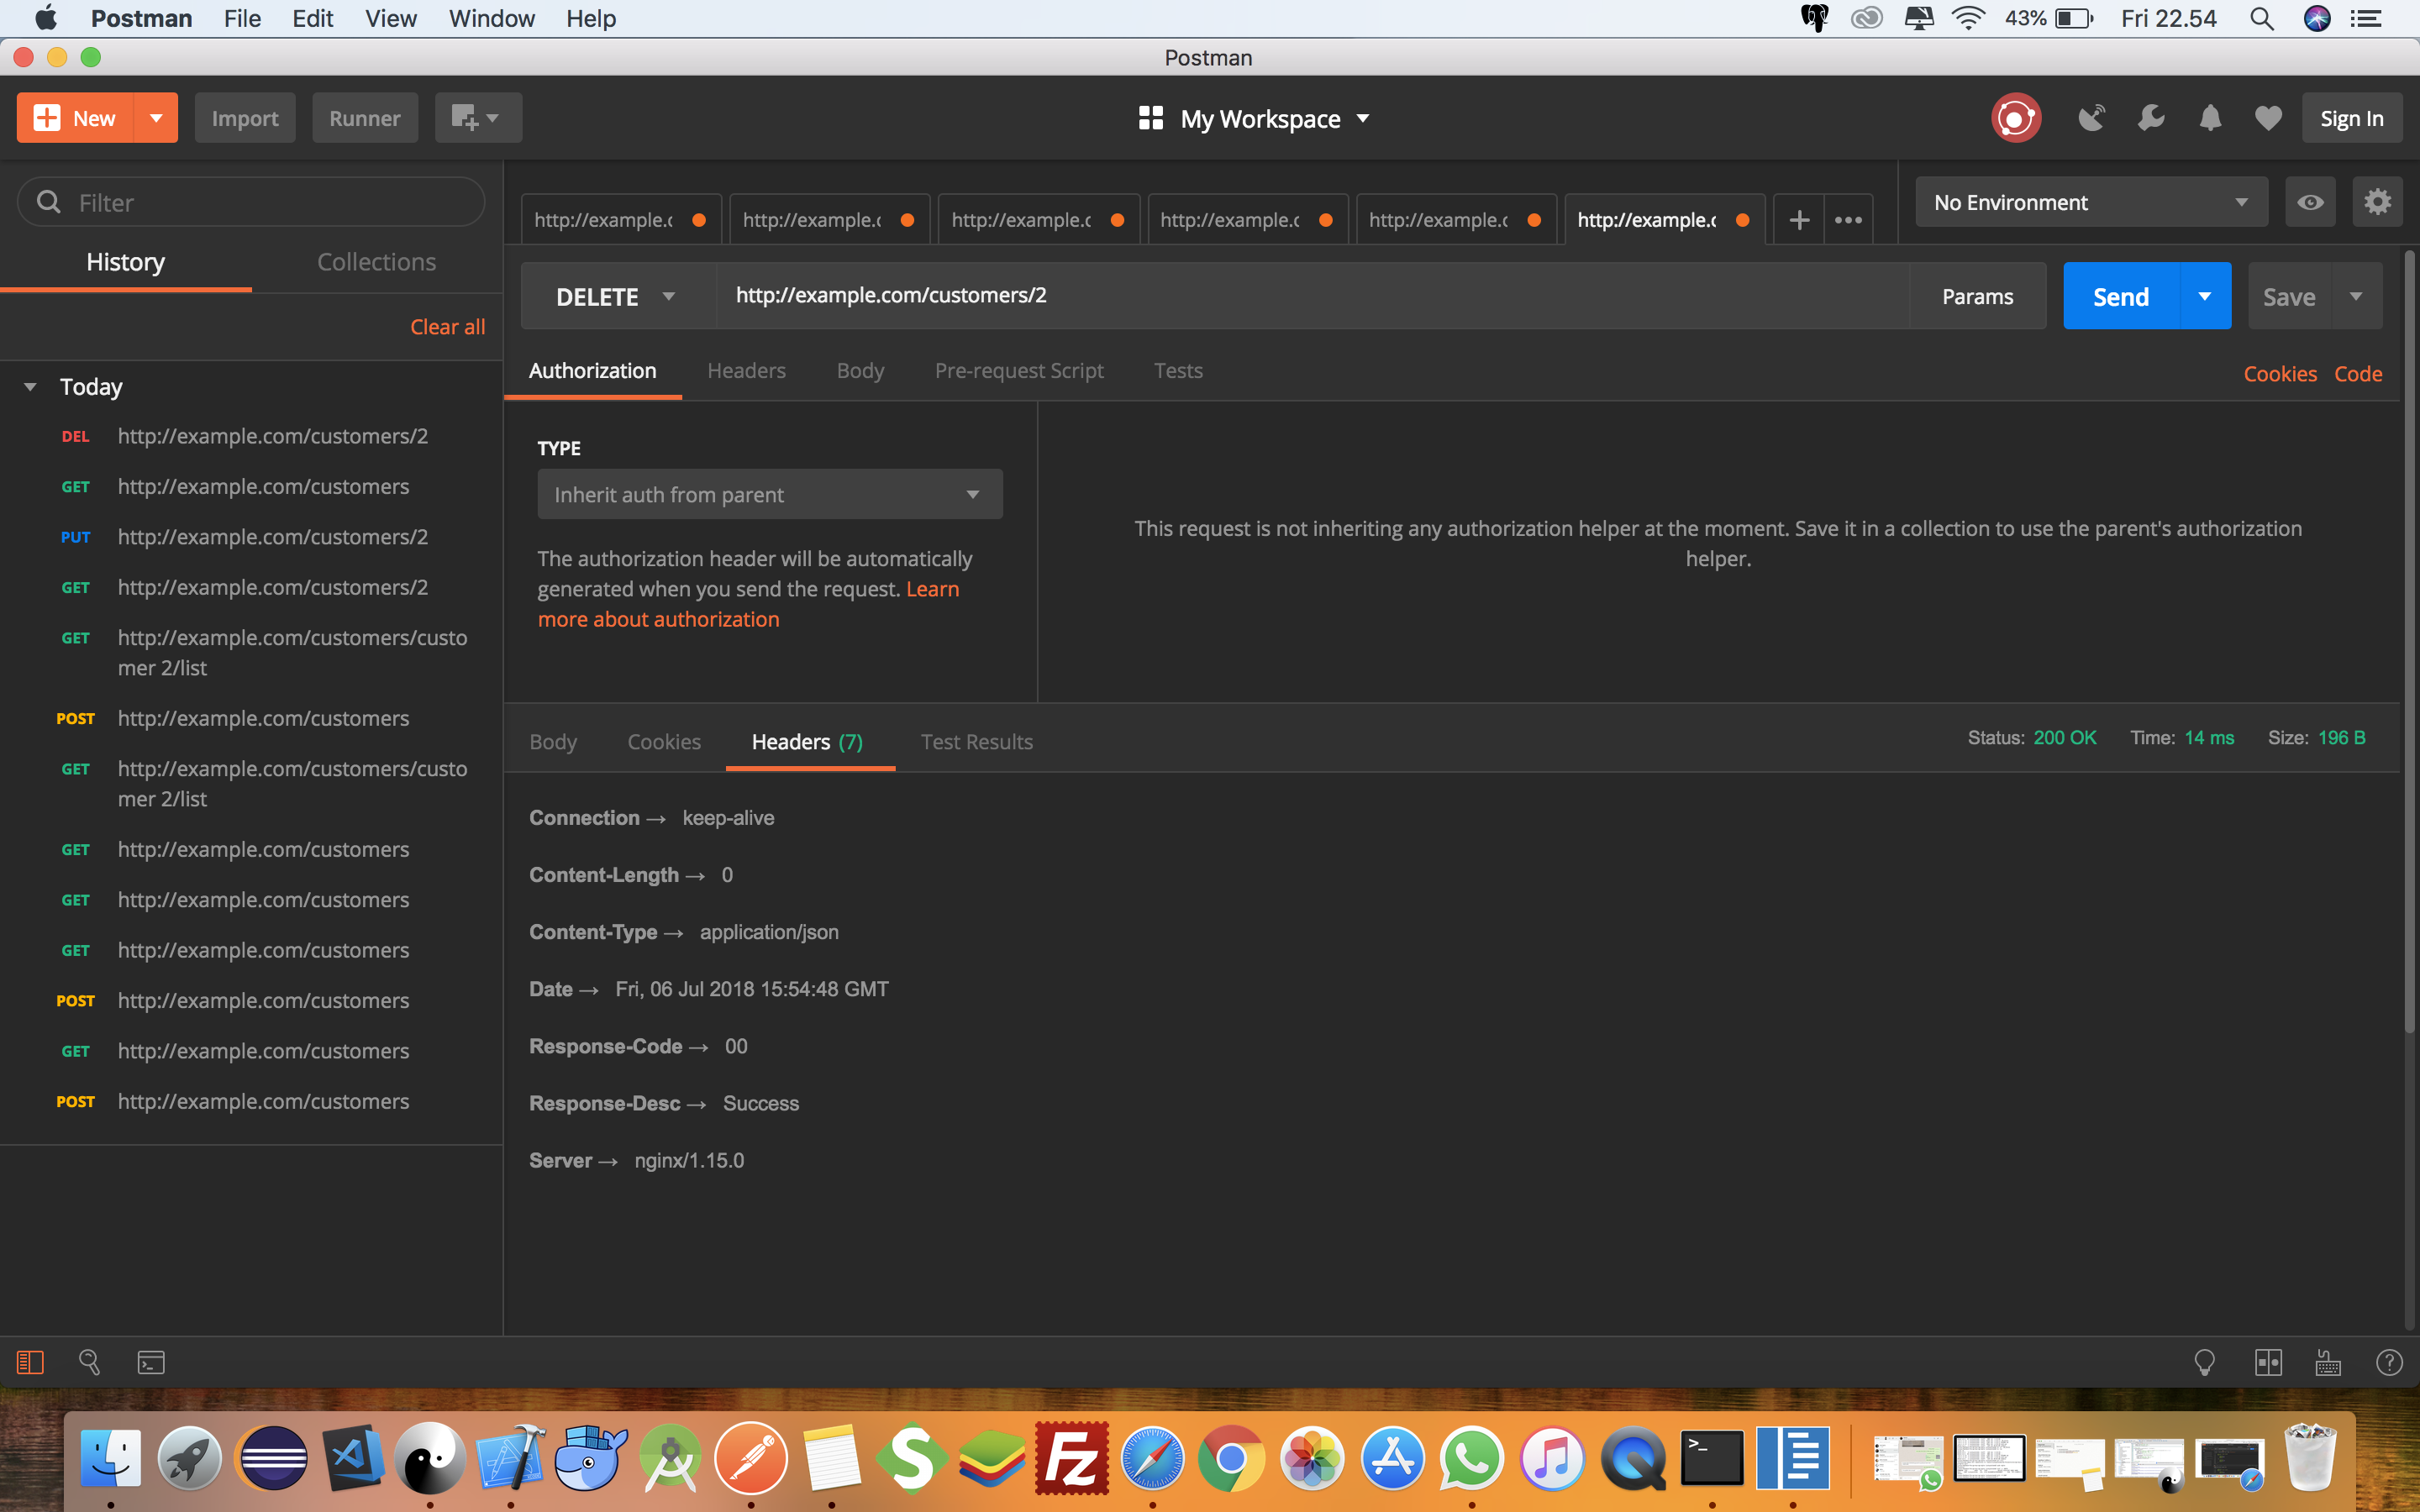 Postman File Edit View Window Help 43% Fri 22.54
Postman
New Import Runner My Workspace Sign In
Filter
History Collections
Clear all
Today
DEL http://example.com/customers/2
GET http://example.com/customers
PUT http://example.com/customers/2
GET http://example.com/customers/2
GET http://example.com/customers/custo
mer 2/list
POST http://example.com/customers
GET http://example.com/customers/custo
mer 2/list
GET http://example.com/customers
GET http://example.com/customers
GET http://example.com/customers
POST http://example.com/customers
GET http://example.com/customers
POST http://example.com/customers
http://example.c http://example.c http://example.c http://example.c http://example.c http://example.c No Environment
DELETE http://example.com/customers/2 Params Send Save
Authorization Headers Body Pre-request Script Tests Cookies Code
TYPE
Inherit auth from parent
The authorization header will be automatically
generated when you send the request. Learn
more about authorization
This request is not inheriting any authorization helper at the moment. Save it in a collection to use the parent's authorization
helper.
Body Cookies Headers (7) Test Results Status: 200 OK Time: 14 ms Size: 196 B
Connection → keep-alive
Content-Length → 0
Content-Type → application/json
Date → Fri, 06 Jul 2018 15:54:48 GMT
Response-Code → 00
Response-Desc → Success
Server → nginx/1.15.0